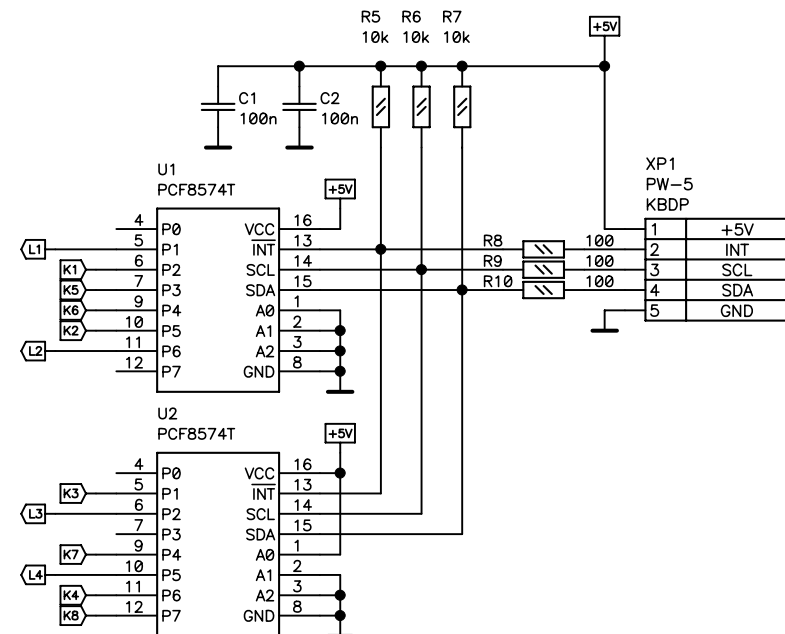 R5 R6 R7
10k 10k 10k
+5V
C1 C2
100n 100n
U1
PCF8574T
+5V
XP1
PW-5
KBDP
4 P0 VCC 16
L1 5 P1 INT 13
K1 6 P2 SCL 14
K5 7 P3 SDA 15
K6 9 P4 A0 1
K2 10 P5 A1 2
L2 11 P6 A2 3
12 P7 GND 8
R8 100
R9 100
R10 100
1 +5V
2 INT
3 SCL
4 SDA
5 GND
U2
PCF8574T
+5V
4 P0 VCC 16
K3 5 P1 INT 13
L3 6 P2 SCL 14
7 P3 SDA 15
K7 9 P4 A0 1
L4 10 P5 A1 2
K4 11 P6 A2 3
K8 12 P7 GND 8